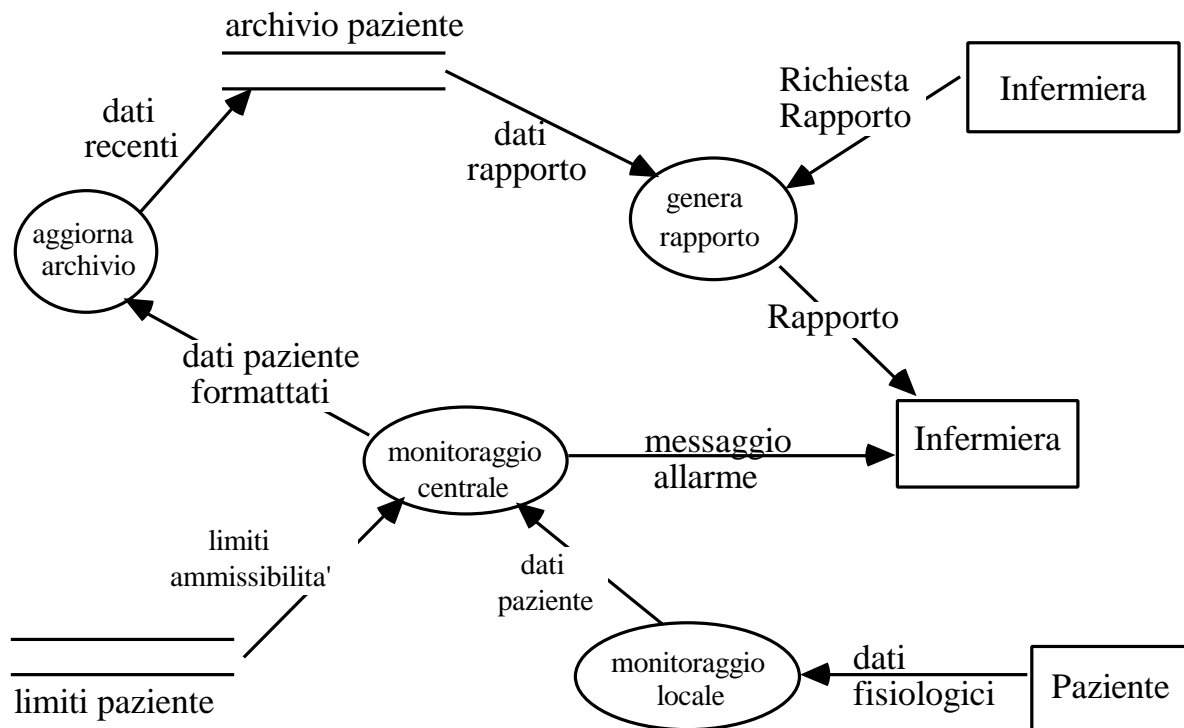 archivio paziente
Richiesta
Rapporto
Infermiera
dati
recenti
dati
rapporto
genera
rapporto
aggiorna
archivio
Rapporto
dati paziente
formattati
Infermiera
monitoraggio
centrale
messaggio
allarme
limiti
ammissibilita'
dati
paziente
monitoraggio
locale
dati
fisiologici
Paziente
limiti paziente